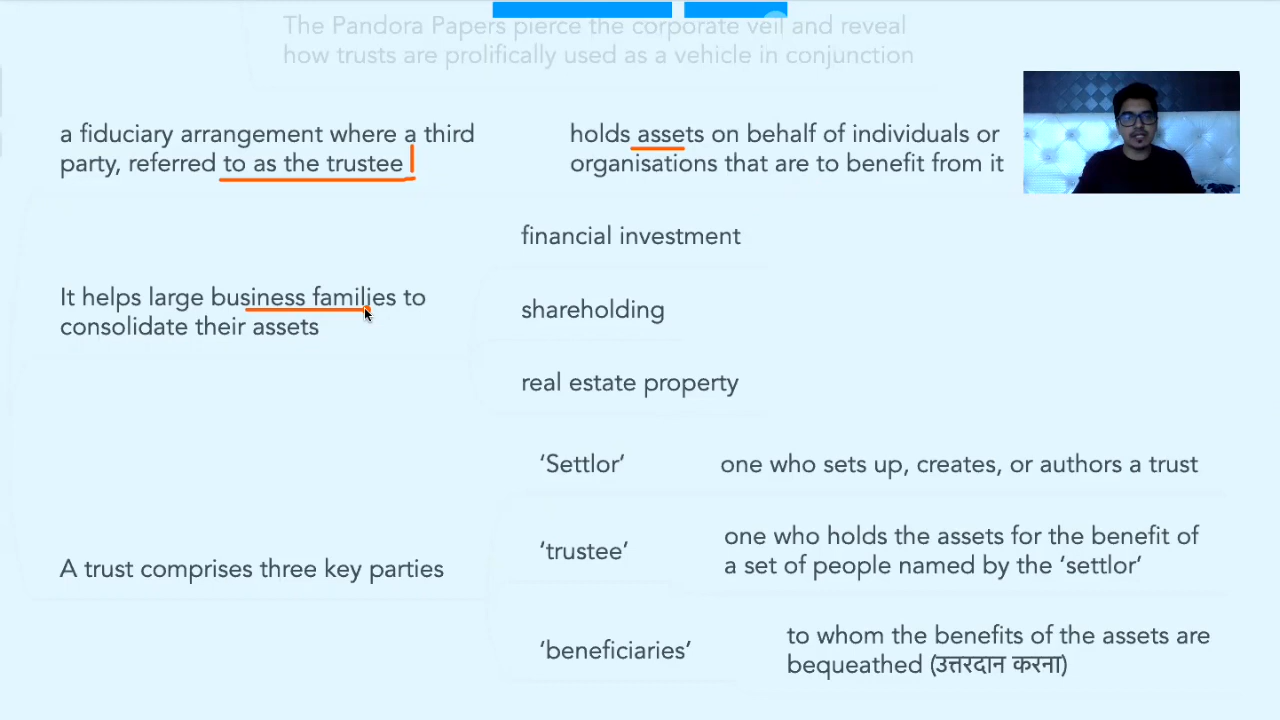 The Pandora Papers pierce the corporate veil and reveal
how trusts are prolifically used as a vehicle in conjunction
a fiduciary arrangement where a third
party, referred to as the trustee
holds assets on behalf of individuals or
organisations that are to benefit from it
It helps large business families to
consolidate their assets
financial investment
shareholding
real estate property
A trust comprises three key parties
‘Settlor’
one who sets up, creates, or authors a trust
‘trustee’
one who holds the assets for the benefit of
a set of people named by the ‘settlor’
‘beneficiaries’
to whom the benefits of the assets are
bequeathed (उत्तरदान करना)